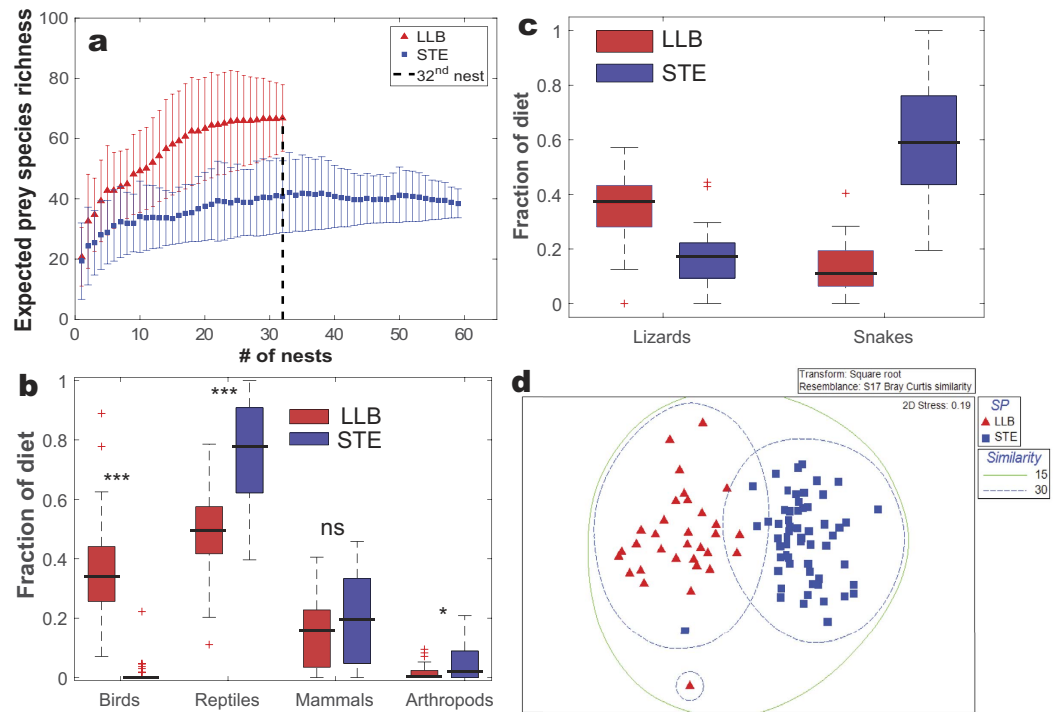 a
Expected prey species richness
100
80
60
40
20
0
0
10
20
30
40
50
60
# of nests
LLB
STE
32nd nest
c
Fraction of diet
1
0.8
0.6
0.4
0.2
0
LLB
STE
Lizards
Snakes
b
Fraction of diet
1
0.8
0.6
0.4
0.2
0
***
***
ns
*
LLB
STE
Birds
Reptiles
Mammals
Arthropods
d
Transform: Square root
Resemblance: S17 Bray Curtis similarity
2D Stress: 0.19
SP
LLB
STE
Similarity
15
30